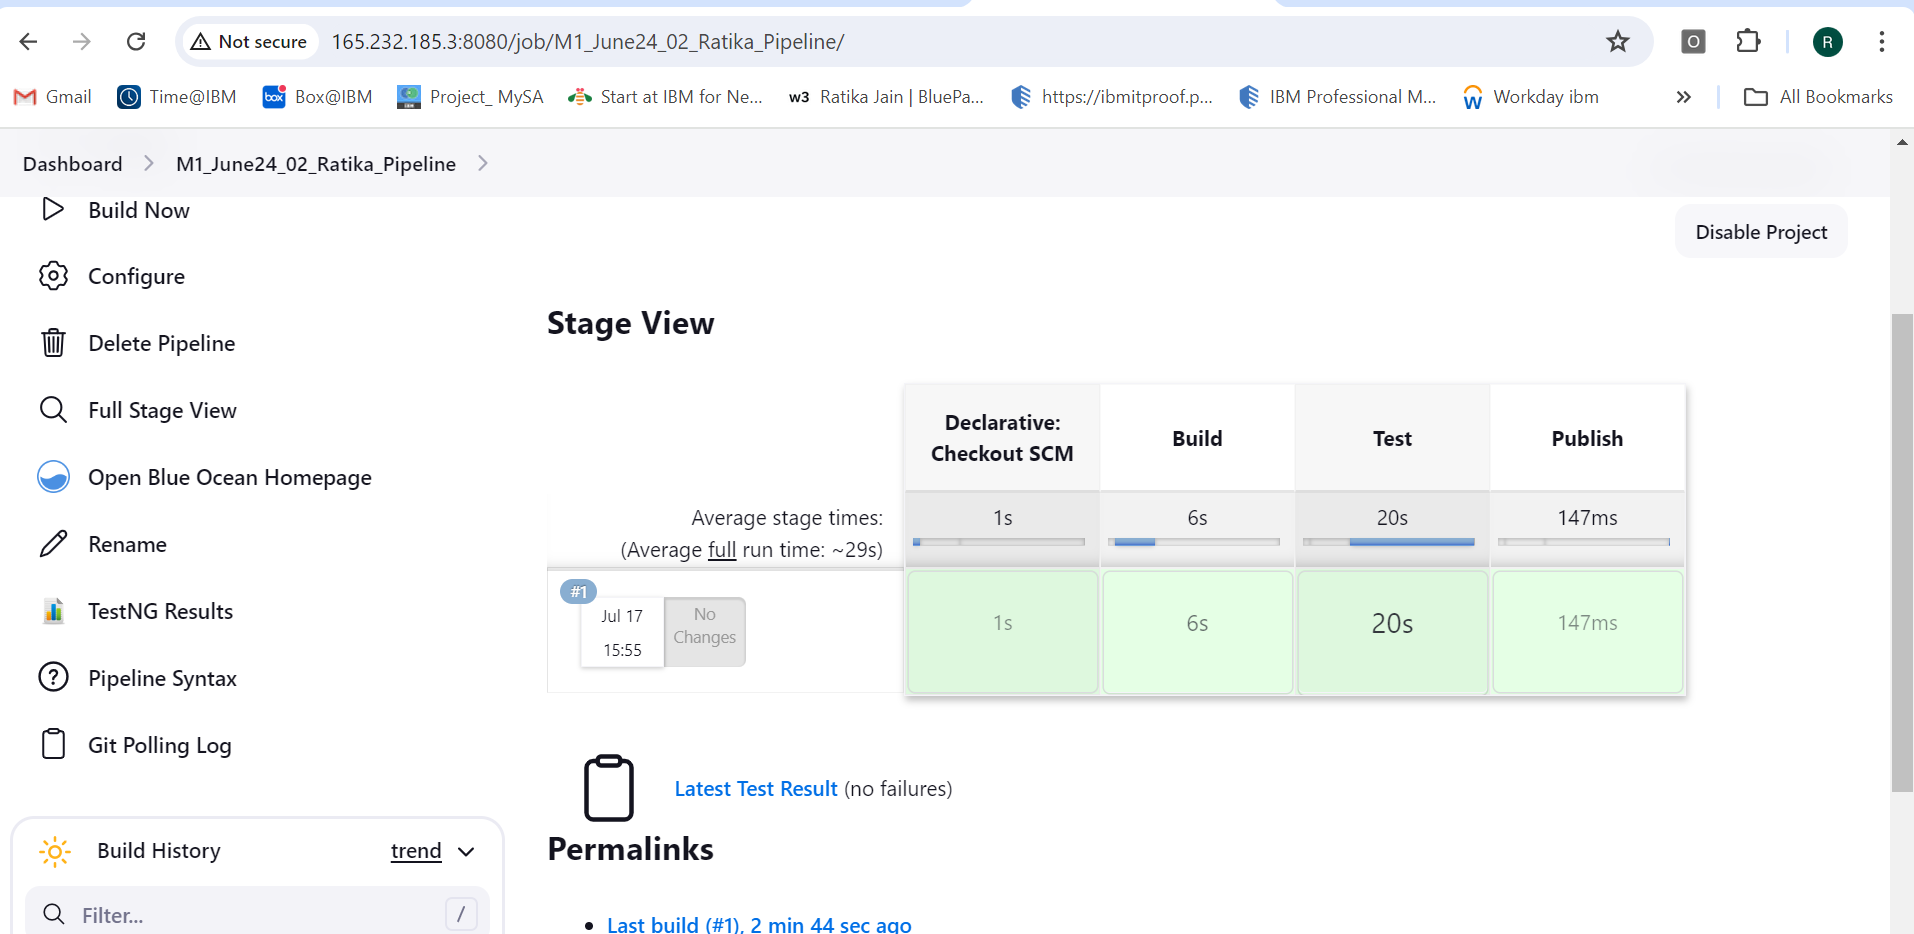 Not secure
165.232.185.3:8080/job/M1_June24_02_Ratika_Pipeline/
O
R
Gmail
Time@IBM
box
Box@IBM
Project_ MySA
Start at IBM for Ne...
w3
Ratika Jain | BluePa...
https://ibmitproof.p...
IBM Professional M...
Workday ibm
All Bookmarks
Dashboard
M1_June24_02_Ratika_Pipeline
Build Now
Configure
Delete Pipeline
Full Stage View
Open Blue Ocean Homepage
Rename
TestNG Results
Pipeline Syntax
Git Polling Log
Build History
trend
Filter...
/
Disable Project
Stage View
Declarative:
Checkout SCM
Build
Test
Publish
Average stage times:
(Average full run time: ~29s)
1s
6s
20s
147ms
#1
Jul 17
15:55
No
Changes
1s
6s
20s
147ms
Latest Test Result (no failures)
Permalinks
Last build (#1), 2 min 44 sec ago